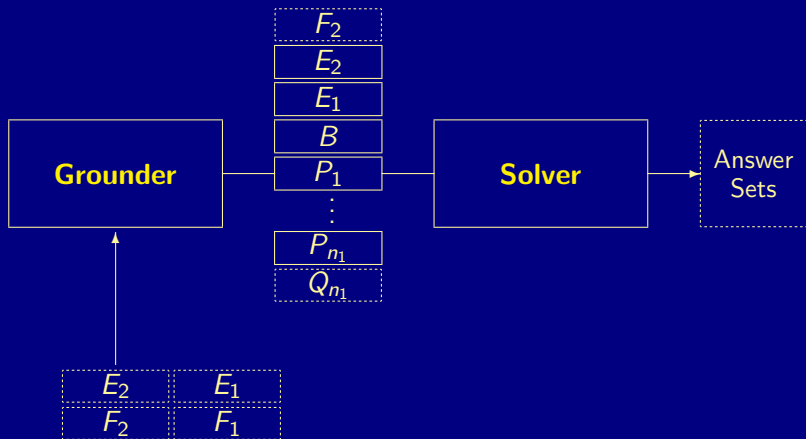 F₂
E₂
E₁
B
Grounder
P₁
Solver
Answer
Sets
⋮
Pₙ₁
Qₙ₁
E₂ E₁
F₂ F₁